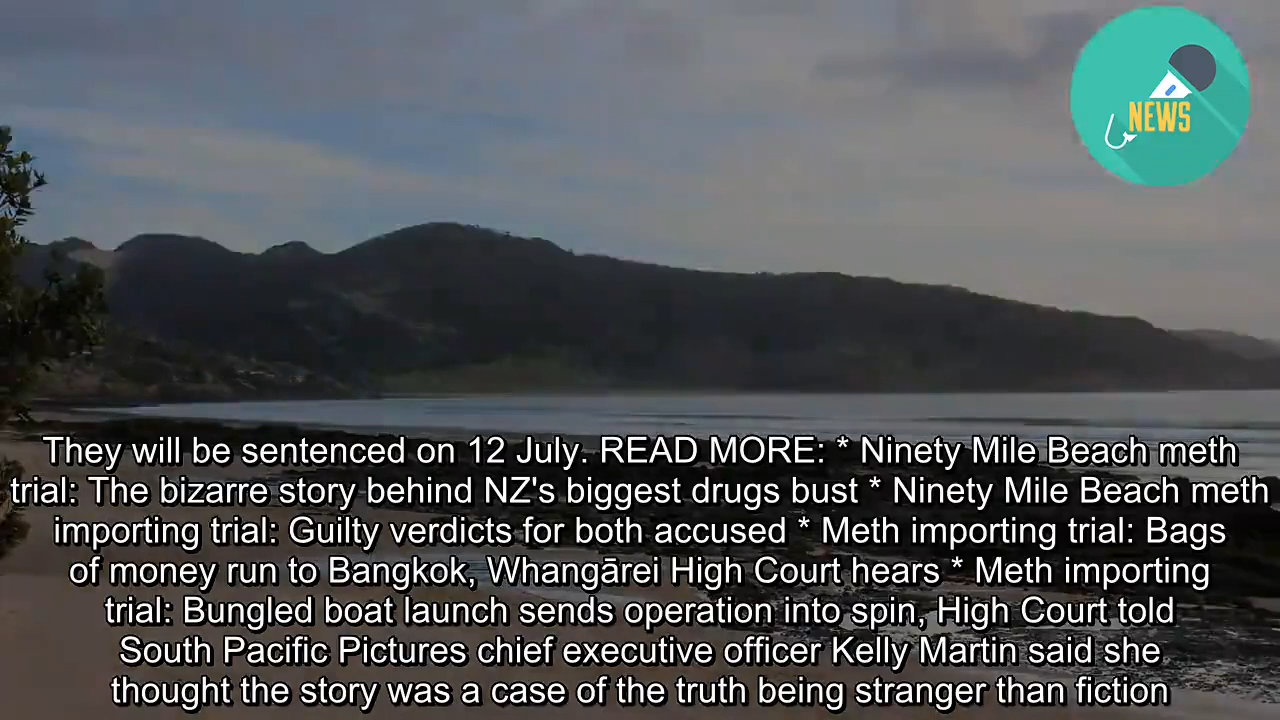 NEWS
They will be sentenced on 12 July. READ MORE: * Ninety Mile Beach meth
trial: The bizarre story behind NZ's biggest drugs bust * Ninety Mile Beach meth
importing trial: Guilty verdicts for both accused * Meth importing trial: Bags
of money run to Bangkok, Whangārei High Court hears * Meth importing
trial: Bungled boat launch sends operation into spin, High Court told
South Pacific Pictures chief executive officer Kelly Martin said she
thought the story was a case of the truth being stranger than fiction